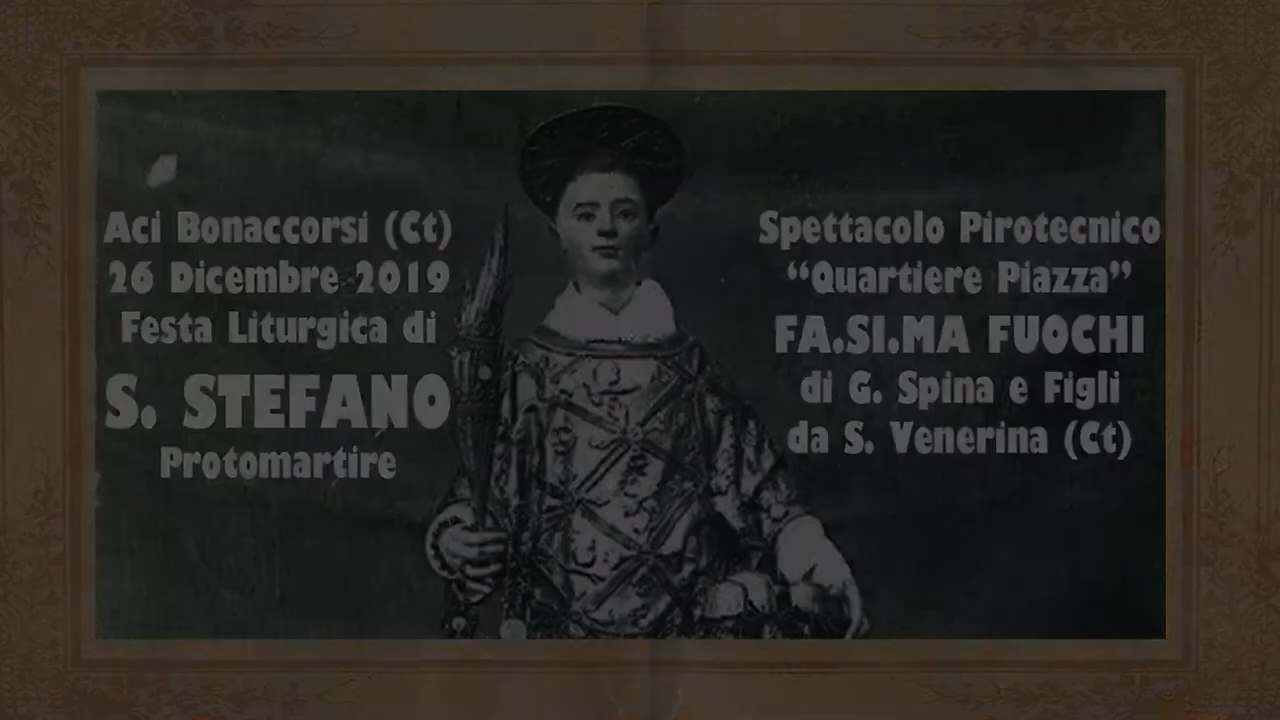 Aci Bonaccorsi (Ct)
26 Dicembre 2019
Festa Liturgica di
S. STEFANO
Protomartire
Spettacolo Pirotecnico
“Quartiere Piazza”
FA.SI.MA FUOCHI
di G. Spina e Figli
da S. Venerina (Ct)